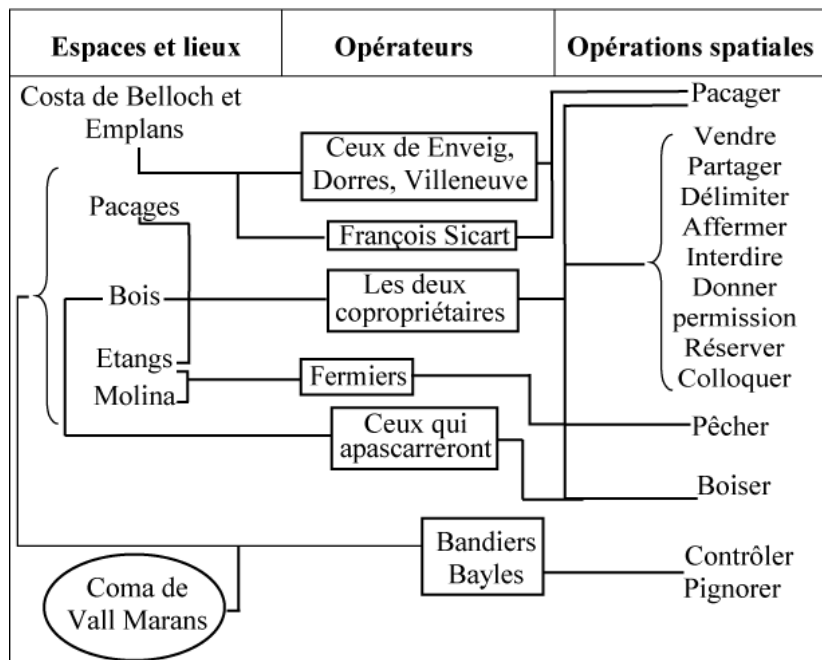 Espaces et lieux
Opérateurs
Opérations spatiales
Costa de Belloch et
Emplans
Pacages
Bois
Etangs
Molina
Coma de
Vall Marans
Ceux de Enveig,
Dorres, Villeneuve
François Sicart
Les deux
copropriétaires
Fermiers
Ceux qui
apascarreront
Bandiers
Bayles
Pacager
Vendre
Partager
Délimiter
Affermer
Interdire
Donner
permission
Réserver
Colloquer
Pêcher
Boiser
Contrôler
Pignorer